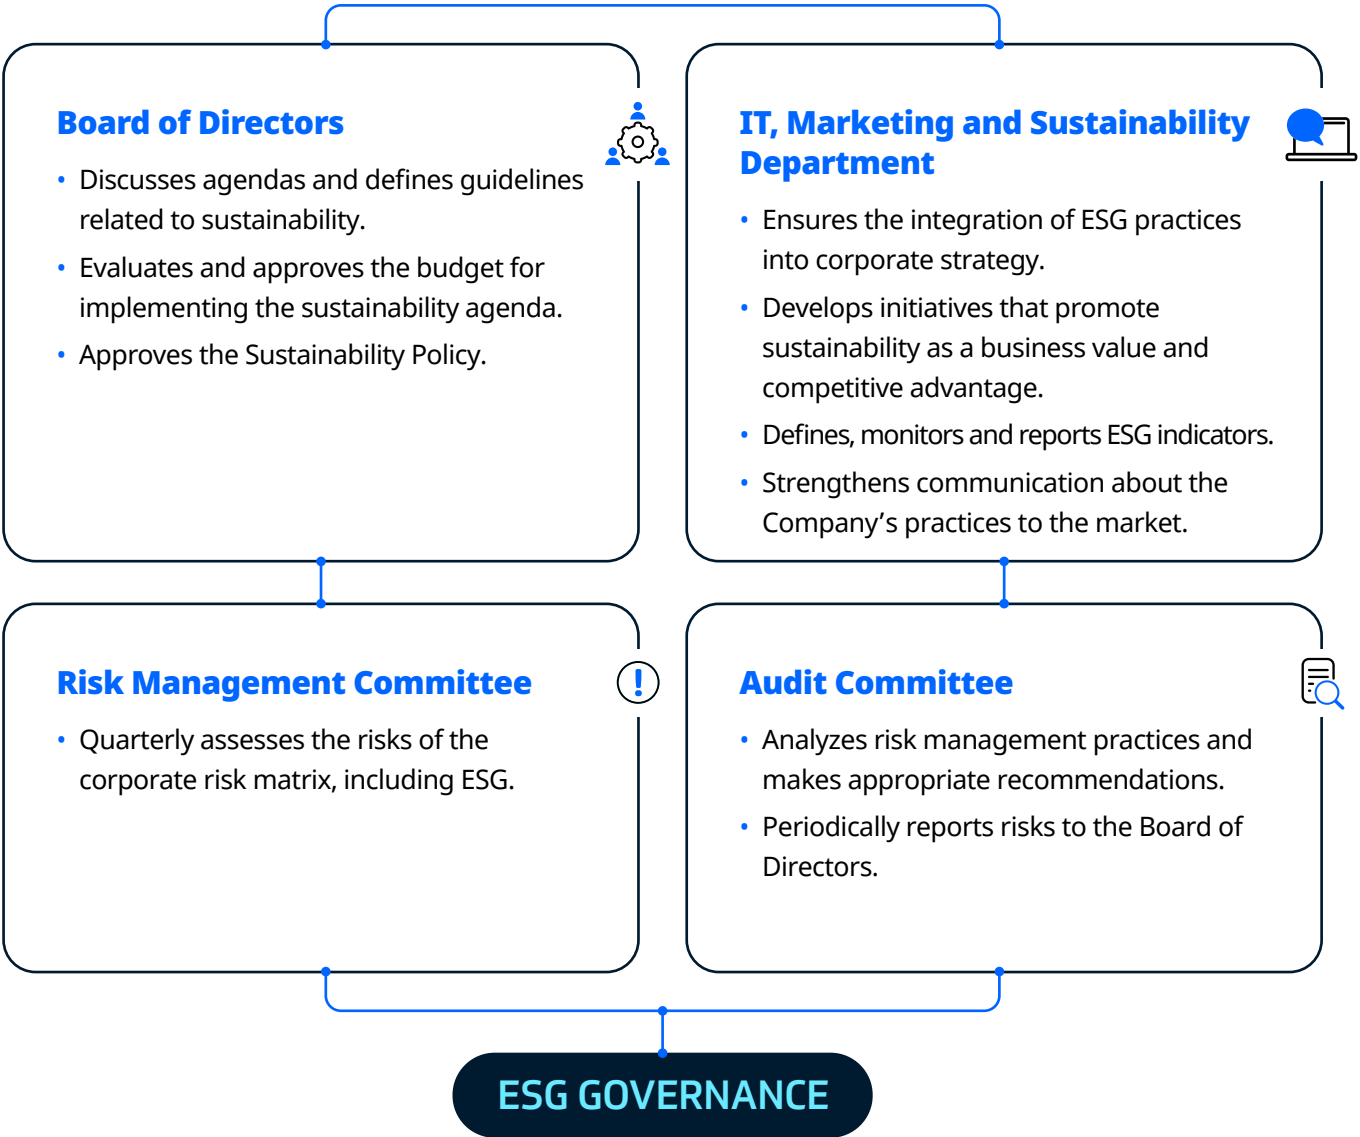 Board of Directors
• Discusses agendas and defines guidelines
related to sustainability.
• Evaluates and approves the budget for
implementing the sustainability agenda.
• Approves the Sustainability Policy.
IT, Marketing and Sustainability
Department
• Ensures the integration of ESG practices
into corporate strategy.
• Develops initiatives that promote
sustainability as a business value and
competitive advantage.
• Defines, monitors and reports ESG indicators.
• Strengthens communication about the
Company’s practices to the market.
Risk Management Committee
• Quarterly assesses the risks of the
corporate risk matrix, including ESG.
Audit Committee
• Analyzes risk management practices and
makes appropriate recommendations.
• Periodically reports risks to the Board of
Directors.
ESG GOVERNANCE